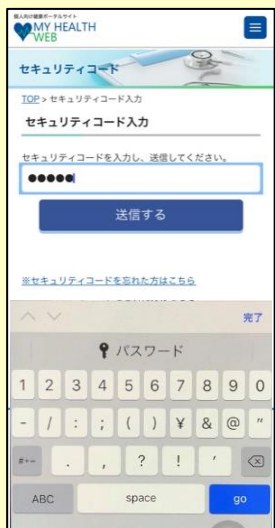 個人向け健康ポータルサイト
MY HEALTH
WEB
セキュリティコード
TOP > セキュリティコード入力
セキュリティコード入力
セキュリティコードを入力し、送信してください。
●●●●●
送信する
※セキュリティコードを忘れた方はこちら
完了
パスワード
1 2 3 4 5 6 7 8 9 0
- / : ; ( ) ¥ & @ "
#+= . , ? ! '
ABC space go